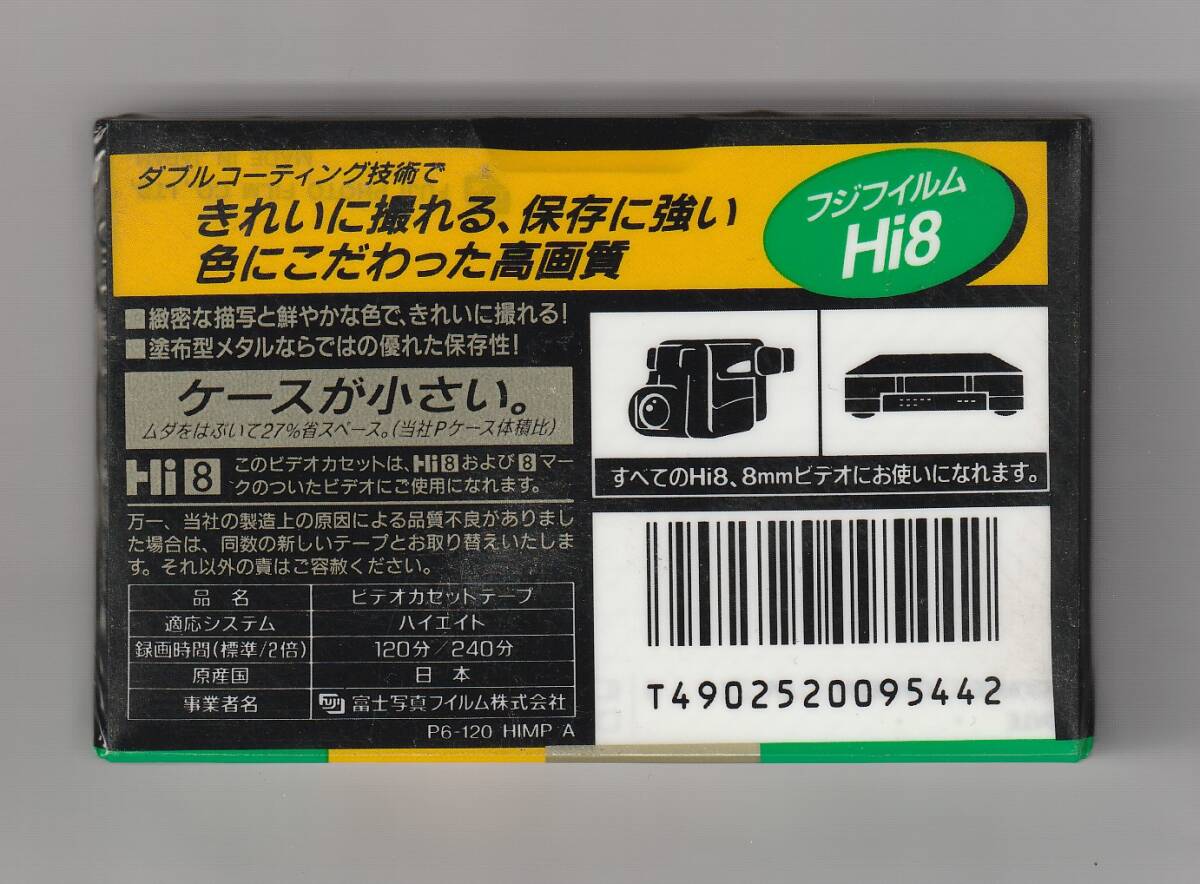 ダブルコーティング技術で
きれいに撮れる、保存に強い
色にこだわった高画質
フジフイルム
Hi8
■緻密な描写と鮮やかな色で、きれいに撮れる!
■塗布型メタルならではの優れた保存性!
ケースが小さい。
ムダをはぶいて27%省スペース。(当社Pケース体積比)
Hi8 このビデオカセットは、Hi8および8マー
クのついたビデオにご使用になれます。
すべてのHi8、8mmビデオにお使いになれます。
万一、当社の製造上の原因による品質不良がありまし
た場合は、同数の新しいテープとお取り替えいたしま
す。それ以外の責はご容赦ください。
品名 ビデオカセットテープ
適応システム ハイエイト
録画時間(標準/2倍) 120分/240分
原産国 日本
事業者名 富士写真フイルム株式会社
P6-120 HIMP A
T4902520095442